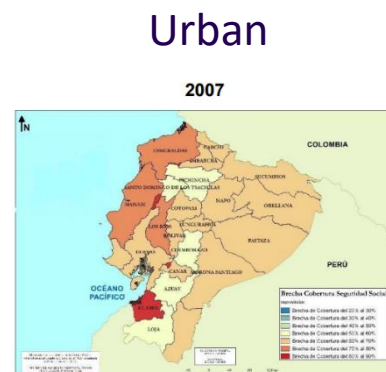 Urban
2007
N
COLOMBIA
ESMERALDAS
CARCHI
IMBABURA
SUCUMBIOS
PICHINCHA
SANTO DOMINGO DE LOS TSACHILAS
MANABI
COTOPAXI
NAPO
ORELLANA
LOS RIOS
TUNGURAHUA
BOLIVAR
PASTAZA
CHIMBORAZO
GUAYAS
PERÚ
CAÑAR
MORONA SANTIAGO
OCÉANO
PACÍFICO
AZUAY
EL ORO
LOJA
Brecha Cobertura Seguridad Social
Brecha de Cobertura del 20% al 30%
Brecha de Cobertura del 30% al 40%
Brecha de Cobertura del 40% al 50%
Brecha de Cobertura del 50% al 60%
Brecha de Cobertura del 60% al 70%
Brecha de Cobertura del 70% al 80%
Brecha de Cobertura del 80% al 90%